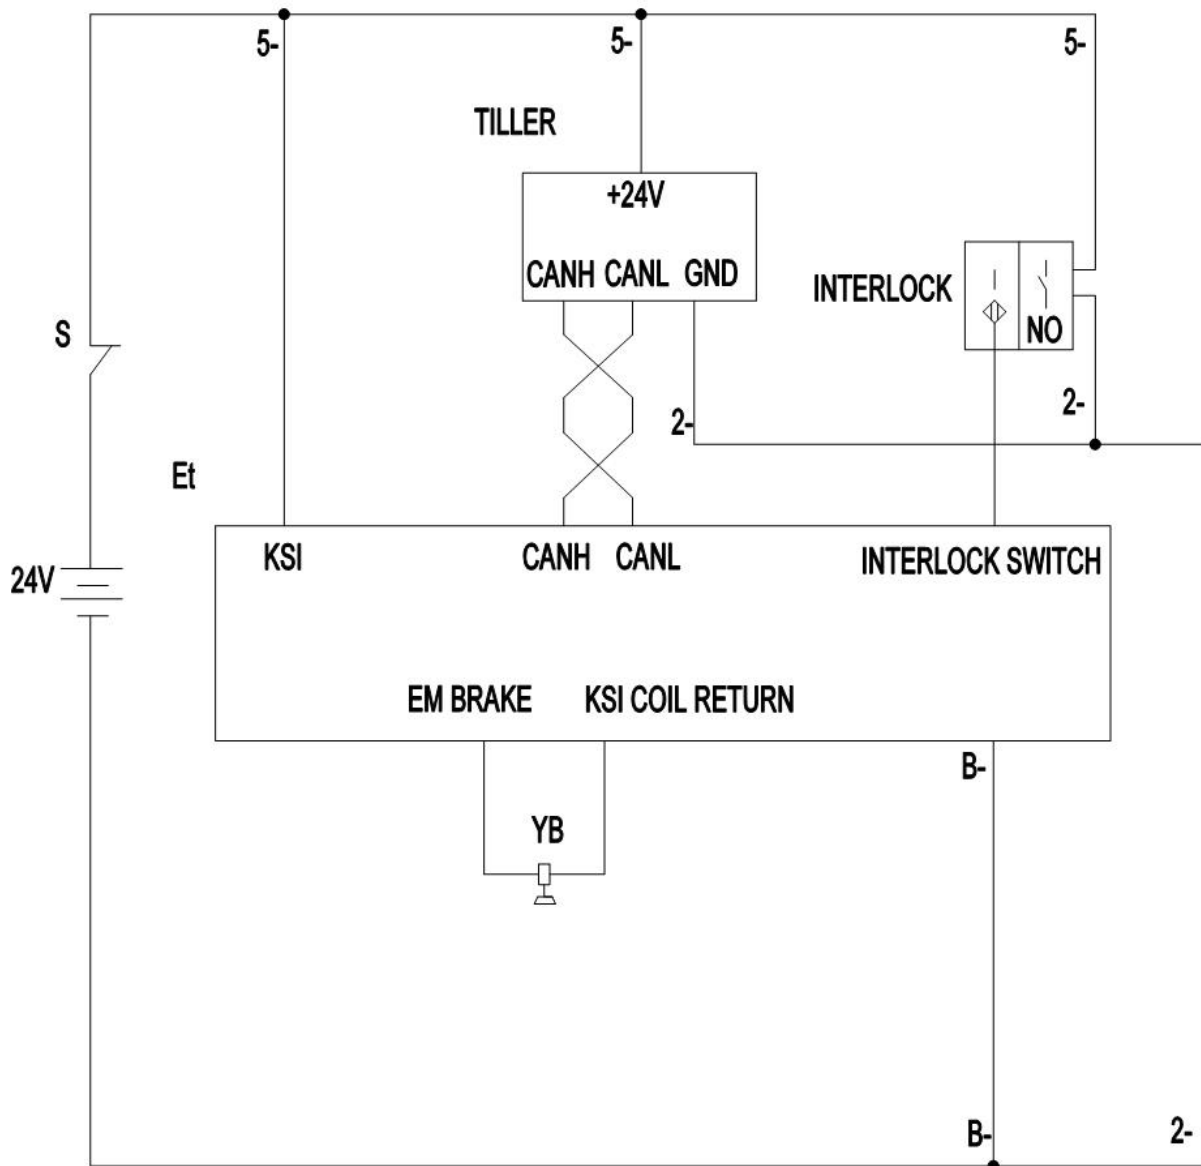 5- 5- 5-
TILLER
+24V
CANH CANL GND
INTERLOCK
NO
S
2- 2-
Et
KSI CANH CANL INTERLOCK SWITCH
24V
EM BRAKE KSI COIL RETURN
B-
YB
B- 2-